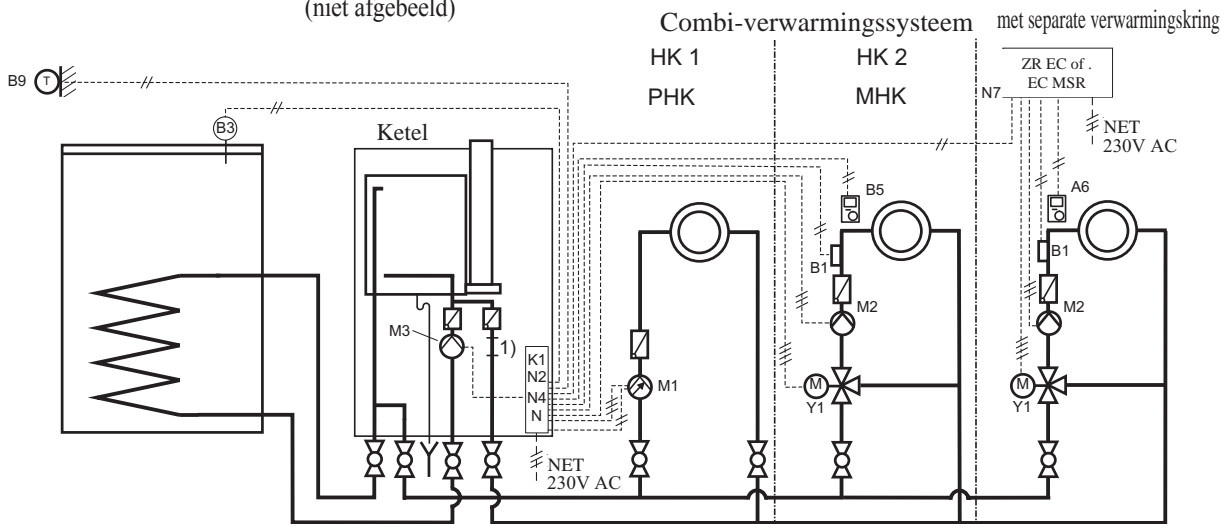 (niet afgebeeld)
Combi-verwarmingssysteem
met separate verwarmingskring
HK 1
HK 2
PHK
MHK
ZR EC of .
EC MSR
N7
NET
230V AC
B9
T
B3
Ketel
B5
A6
B1
B1
M3
M2
M2
1)
K1
N2
N4
N
M1
M
Y1
M
Y1
NET
230V AC